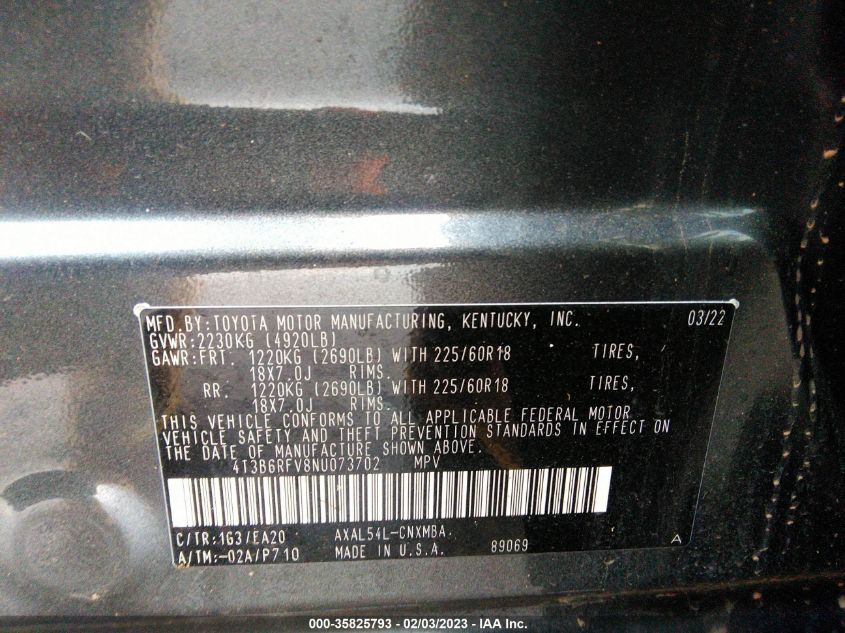 MFD.BY:TOYOTA MOTOR MANUFACTURING, KENTUCKY, INC. 03/22
GVWR:2230KG (4920LB)
GAWR:FRT. 1220KG (2690LB) WITH 225/60R18 TIRES,
18X7.0J RIMS.
RR. 1220KG (2690LB) WITH 225/60R18 TIRES,
18X7.0J RIMS.
THIS VEHICLE CONFORMS TO ALL APPLICABLE FEDERAL MOTOR
VEHICLE SAFETY AND THEFT PREVENTION STANDARDS IN EFFECT ON
THE DATE OF MANUFACTURE SHOWN ABOVE.
4T3B6RFV8NU073702 MPV
C/TR:163/EA20 AXAL54L-CNXMBA
A/TM:-02A/P710 MADE IN U.S.A. 89069 A
000-35825793 - 02/03/2023 - IAA Inc.